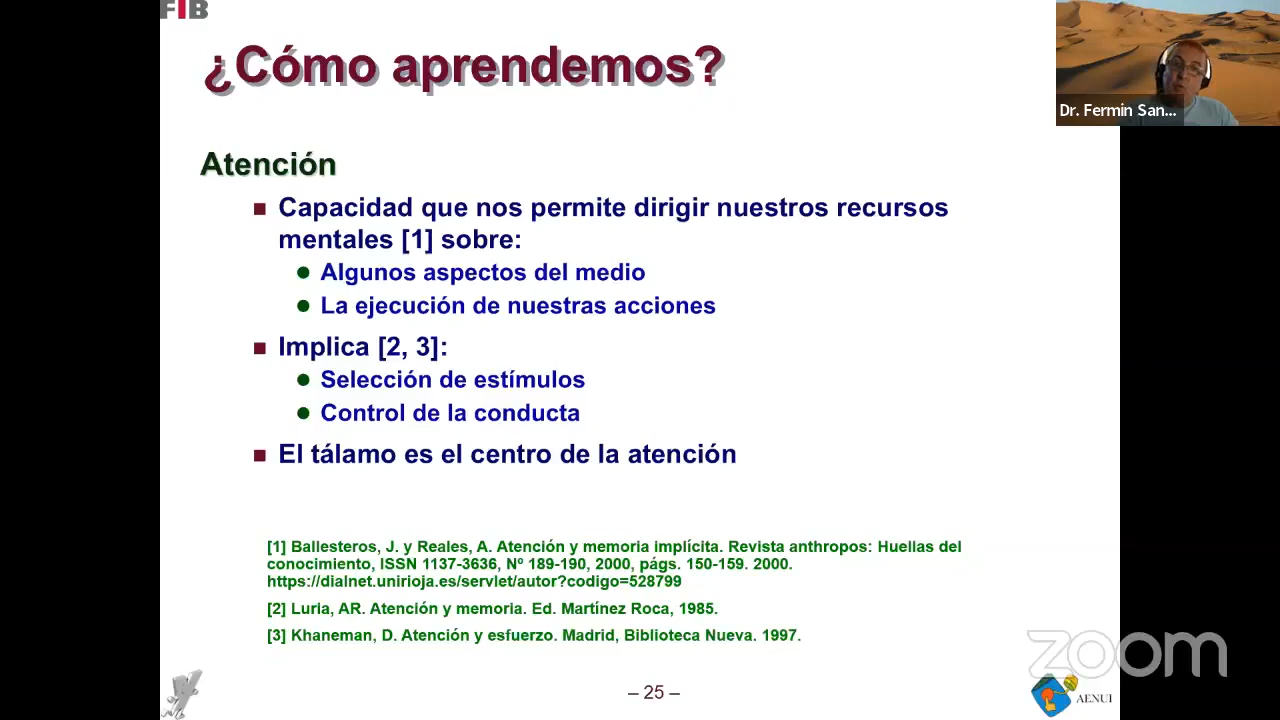 FIB
¿Cómo aprendemos?
Dr. Fermin San...
Atención
Capacidad que nos permite dirigir nuestros recursos
mentales [1] sobre:
Algunos aspectos del medio
La ejecución de nuestras acciones
Implica [2, 3]:
Selección de estímulos
Control de la conducta
El tálamo es el centro de la atención
[1] Ballesteros, J. y Reales, A. Atención y memoria implícita. Revista anthropos: Huellas del
conocimiento, ISSN 1137-3636, Nº 189-190, 2000, págs. 150-159. 2000.
https://dialnet.unirioja.es/servlet/autor?codigo=528799
[2] Luria, AR. Atención y memoria. Ed. Martínez Roca, 1985.
[3] Khaneman, D. Atención y esfuerzo. Madrid, Biblioteca Nueva. 1997.
zoom
– 25 –
AENUI